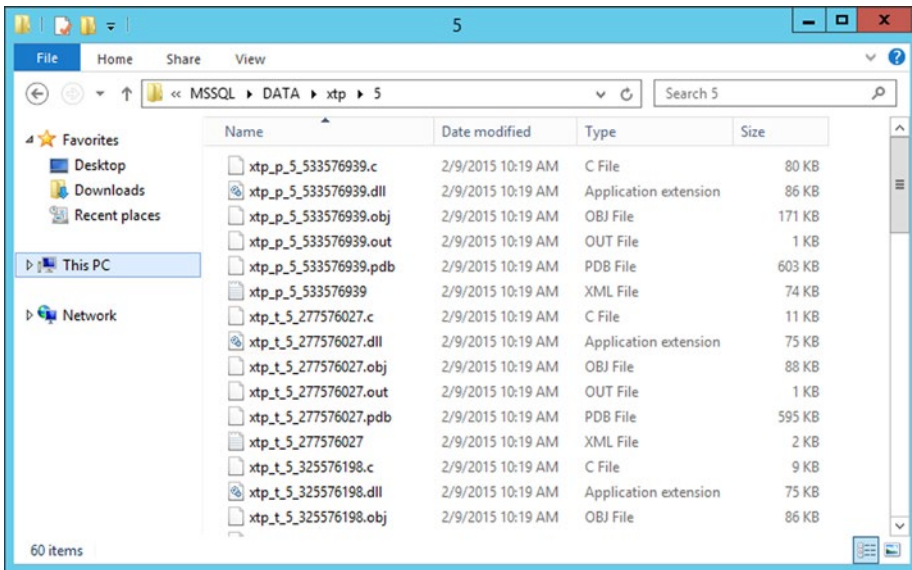 5
File Home Share View
« MSSQL ▸ DATA ▸ xtp ▸ 5 Search 5
Favorites
Desktop
Downloads
Recent places
This PC
Network
Name Date modified Type Size
xtp_p_5_533576939.c 2/9/2015 10:19 AM C File 80 KB
xtp_p_5_533576939.dll 2/9/2015 10:19 AM Application extension 86 KB
xtp_p_5_533576939.obj 2/9/2015 10:19 AM OBJ File 171 KB
xtp_p_5_533576939.out 2/9/2015 10:19 AM OUT File 1 KB
xtp_p_5_533576939.pdb 2/9/2015 10:19 AM PDB File 603 KB
xtp_p_5_533576939 2/9/2015 10:19 AM XML File 74 KB
xtp_t_5_277576027.c 2/9/2015 10:19 AM C File 11 KB
xtp_t_5_277576027.dll 2/9/2015 10:19 AM Application extension 75 KB
xtp_t_5_277576027.obj 2/9/2015 10:19 AM OBJ File 88 KB
xtp_t_5_277576027.out 2/9/2015 10:19 AM OUT File 1 KB
xtp_t_5_277576027.pdb 2/9/2015 10:19 AM PDB File 595 KB
xtp_t_5_277576027 2/9/2015 10:19 AM XML File 2 KB
xtp_t_5_325576198.c 2/9/2015 10:19 AM C File 9 KB
xtp_t_5_325576198.dll 2/9/2015 10:19 AM Application extension 75 KB
xtp_t_5_325576198.obj 2/9/2015 10:19 AM OBJ File 86 KB
60 items